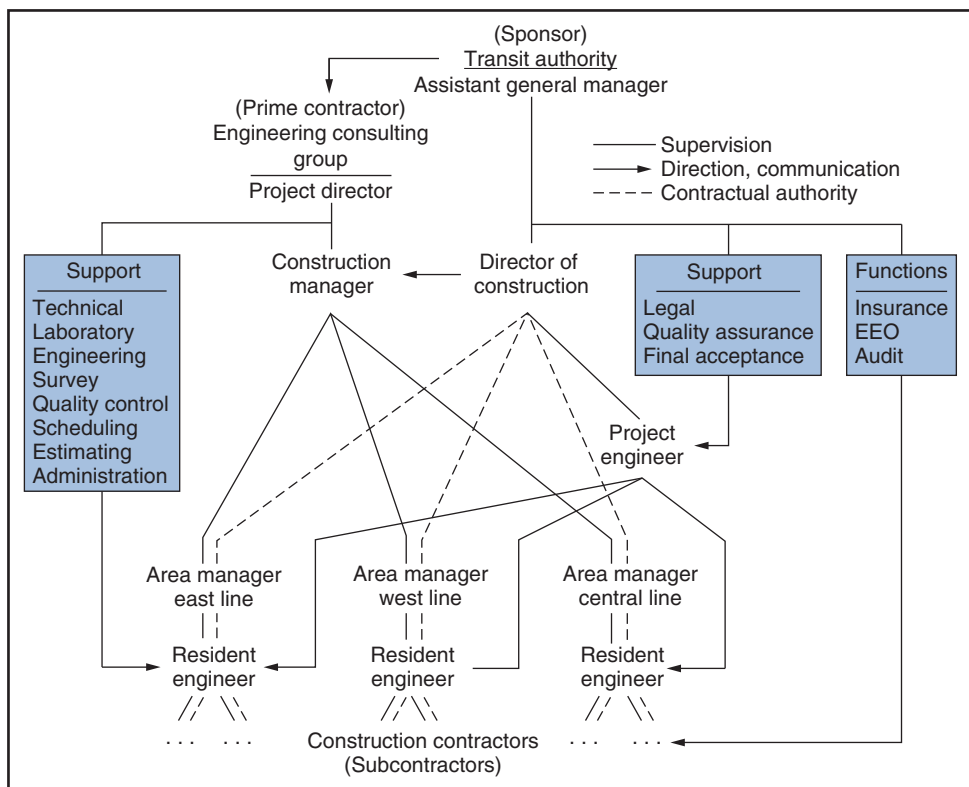 (Sponsor)
Transit authority
Assistant general manager
(Prime contractor)
Engineering consulting
group
Project director
Supervision
Direction, communication
Contractual authority
Support
Technical
Laboratory
Engineering
Survey
Quality control
Scheduling
Estimating
Administration
Construction
manager
Director of
construction
Support
Legal
Quality assurance
Final acceptance
Functions
Insurance
EEO
Audit
Project
engineer
Area manager
east line
Area manager
west line
Area manager
central line
Resident
engineer
Resident
engineer
Resident
engineer
. . . . . .
Construction contractors
(Subcontractors)
. . . . . .